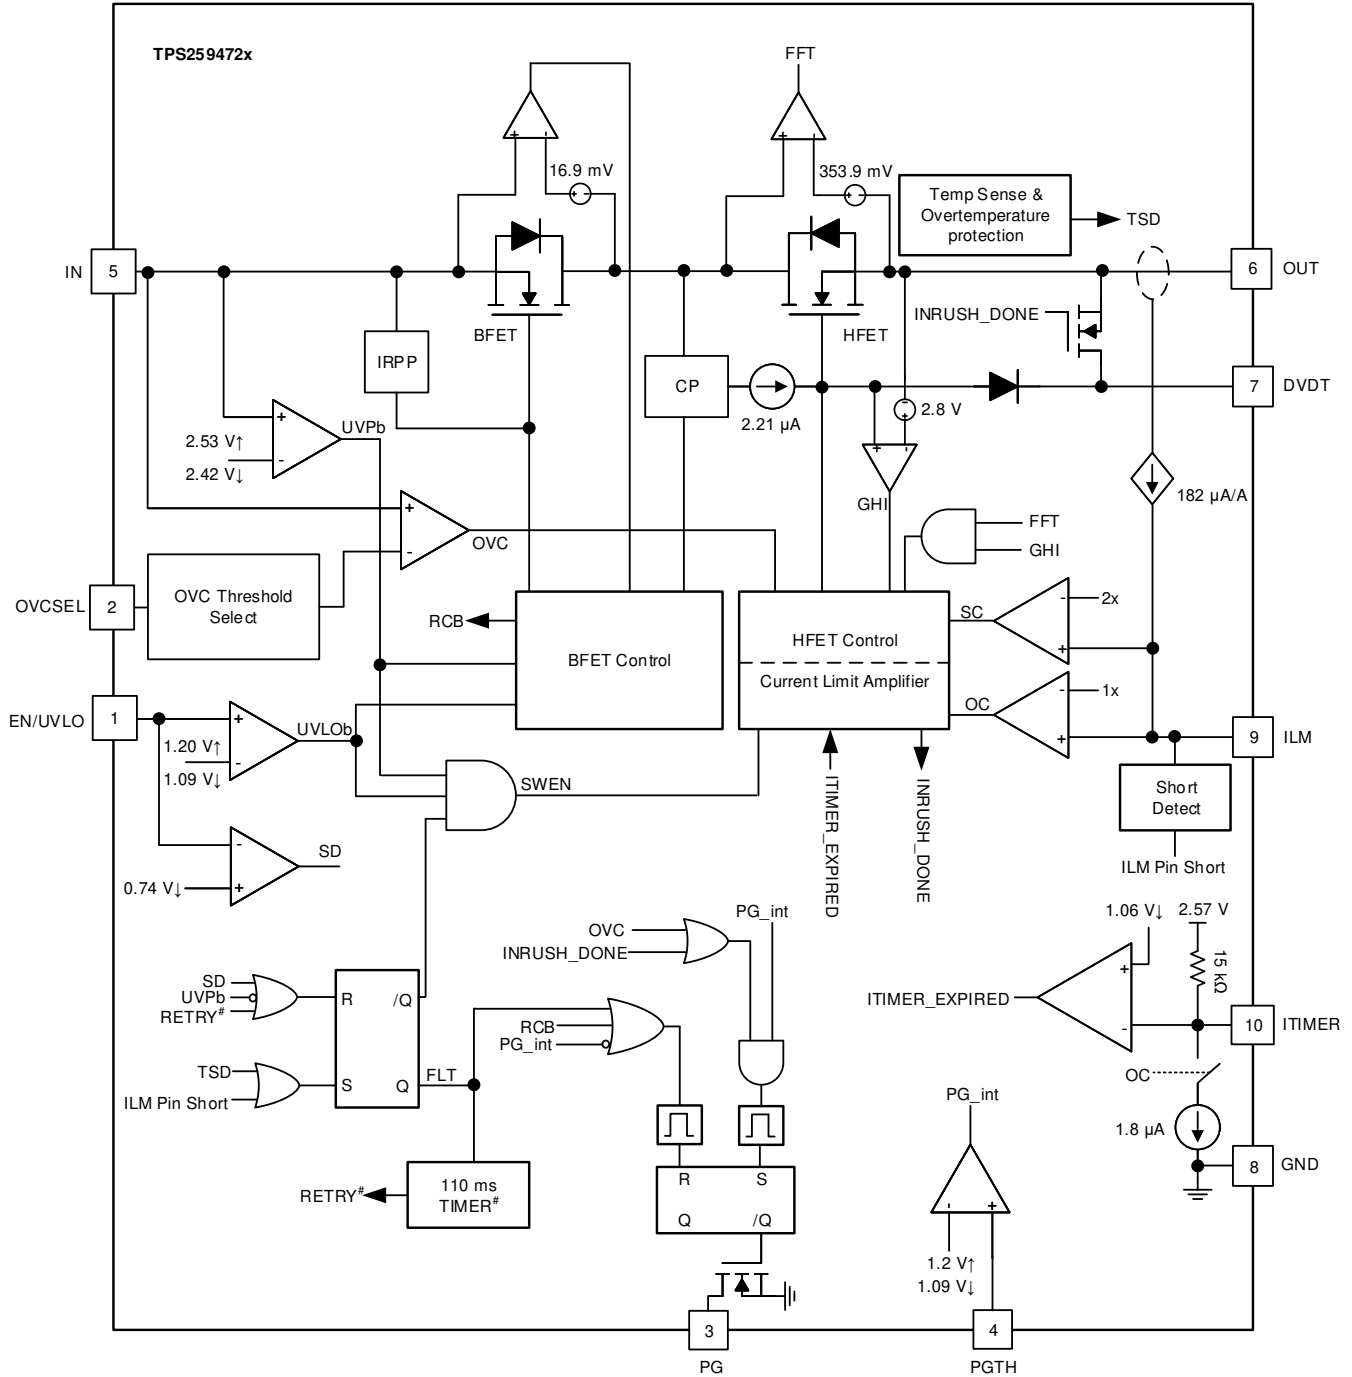 TPS259472x
FFT
16.9 mV
353.9 mV
Temp Sense &
Overtemperature
protection
TSD
IN
5
6
OUT
BFET
HFET
INRUSH_DONE
IRPP
CP
2.21 µA
2.8 V
7
DVDT
UVPb
2.53 V↑
2.42 V↓
GHI
182 µA/A
OVC
FFT
GHI
OVCSEL
2
OVC Threshold
Select
RCB
BFET Control
HFET Control
Current Limit Amplifier
SC
2x
OC
1x
EN/UVLO
1
UVLOb
1.20 V↑
1.09 V↓
9
ILM
SWEN
ITIMER_EXPIRED
INRUSH_DONE
Short
Detect
ILM Pin Short
SD
0.74 V↓
PG_int
OVC
INRUSH_DONE
1.06 V↓
2.57 V
15 kΩ
SD
UVPb
RETRY#
R
/Q
ITIMER_EXPIRED
RCB
PG_int
10
ITIMER
TSD
ILM Pin Short
S
Q
FLT
OC
PG_int
1.8 µA
110 ms
TIMER#
RETRY#
R
S
Q
/Q
8
GND
1.2 V↑
1.09 V↓
3
PG
4
PGTH
+
-
+
-
+
-
+
-
+
-
+
-
+
-
+
-
+
-
-
+
-
+
-
+
-
+
+
-
-
+